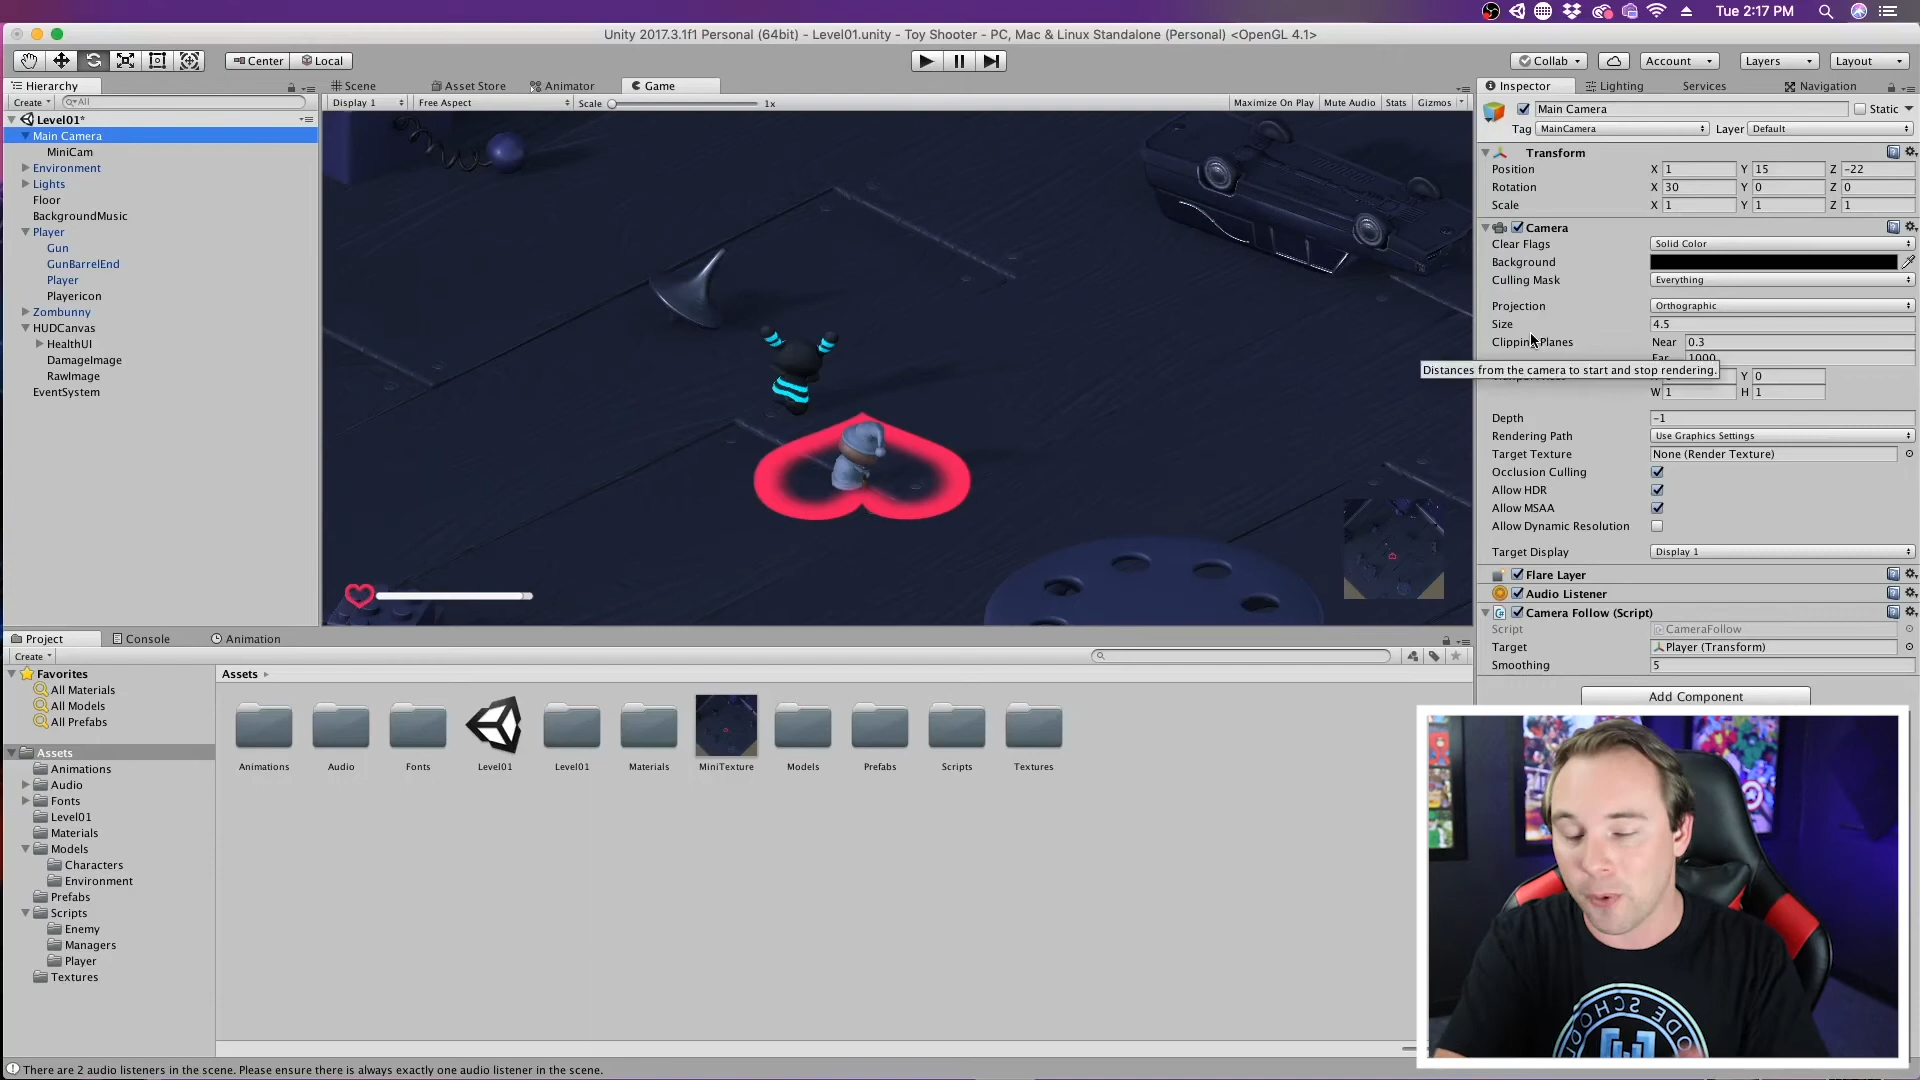 Tue 2:17 PM
Unity 2017.3.1f1 Personal (64bit) - Level01.unity - Toy Shooter - PC, Mac & Linux Standalone (Personal) <OpenGL 4.1>
Center Local Collab Account Layers Layout
Hierarchy
Create All
Level01*
Main Camera
MiniCam
Environment
Lights
Floor
BackgroundMusic
Player
Gun
GunBarrelEnd
Player
Playericon
Zombunny
HUDCanvas
HealthUI
DamageImage
RawImage
EventSystem
Scene Asset Store Animator Game
Display 1 Free Aspect Scale 1x Maximize On Play Mute Audio Stats Gizmos
Inspector Lighting Services Navigation
Main Camera Static
Tag MainCamera Layer Default
Transform
Position X 1 Y 15 Z -22
Rotation X 30 Y 0 Z 0
Scale X 1 Y 1 Z 1
Camera
Clear Flags Solid Color
Background
Culling Mask Everything
Projection Orthographic
Size 4.5
Clipping Planes Near 0.3
Far 1000
Distances from the camera to start and stop rendering.
Y 0
W 1 H 1
Depth -1
Rendering Path Use Graphics Settings
Target Texture None (Render Texture)
Occlusion Culling
Allow HDR
Allow MSAA
Allow Dynamic Resolution
Target Display Display 1
Flare Layer
Audio Listener
Camera Follow (Script)
Script CameraFollow
Target Player (Transform)
Smoothing 5
Add Component
Project Console Animation
Create
Favorites
All Materials
All Models
All Prefabs
Assets
Animations
Audio
Fonts
Level01
Materials
Models
Characters
Environment
Prefabs
Scripts
Enemy
Managers
Player
Textures
Assets
Animations Audio Fonts Level01 Level01 Materials MiniTexture Models Prefabs Scripts Textures
There are 2 audio listeners in the scene. Please ensure there is always exactly one audio listener in the scene.